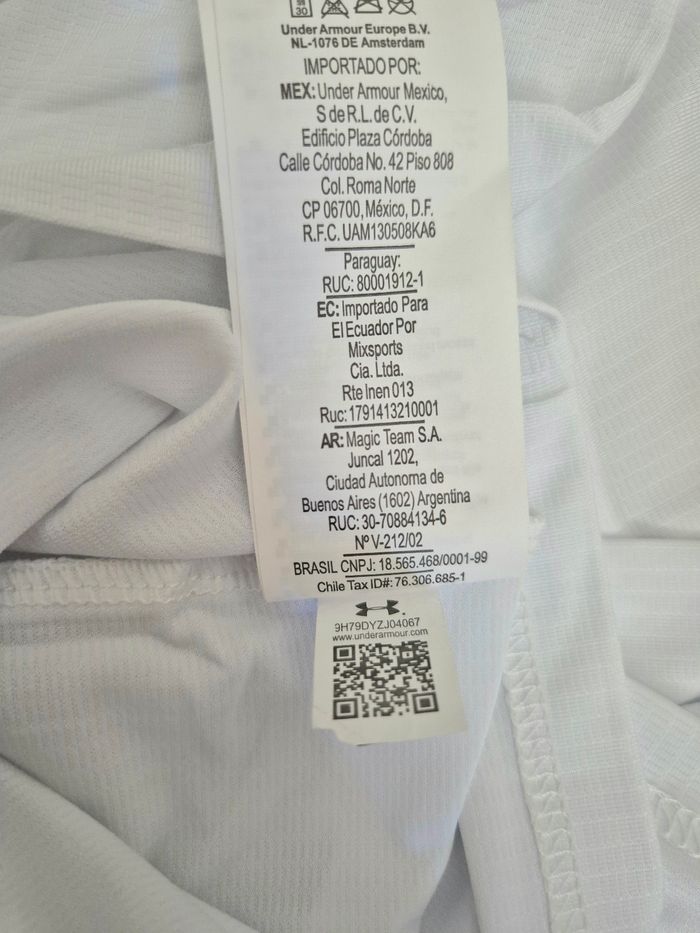 30
Under Armour Europe B.V.
NL-1076 DE Amsterdam
IMPORTADO POR:
MEX: Under Armour Mexico,
S de R.L. de C.V.
Edificio Plaza Córdoba
Calle Córdoba No. 42 Piso 808
Col. Roma Norte
CP 06700, México, D.F.
R.F.C. UAM130508KA6
Paraguay:
RUC: 80001912-1
EC: Importado Para
El Ecuador Por
Mixsports
Cia. Ltda.
Rte Inen 013
Ruc: 1791413210001
AR: Magic Team S.A.
Juncal 1202,
Ciudad Autonoma de
Buenos Aires (1602) Argentina
RUC: 30-70884134-6
Nº V-212/02
BRASIL CNPJ: 18.565.468/0001-99
Chile Tax ID#: 76.306.685-1
9H79DYZJ04067
www.underarmour.com